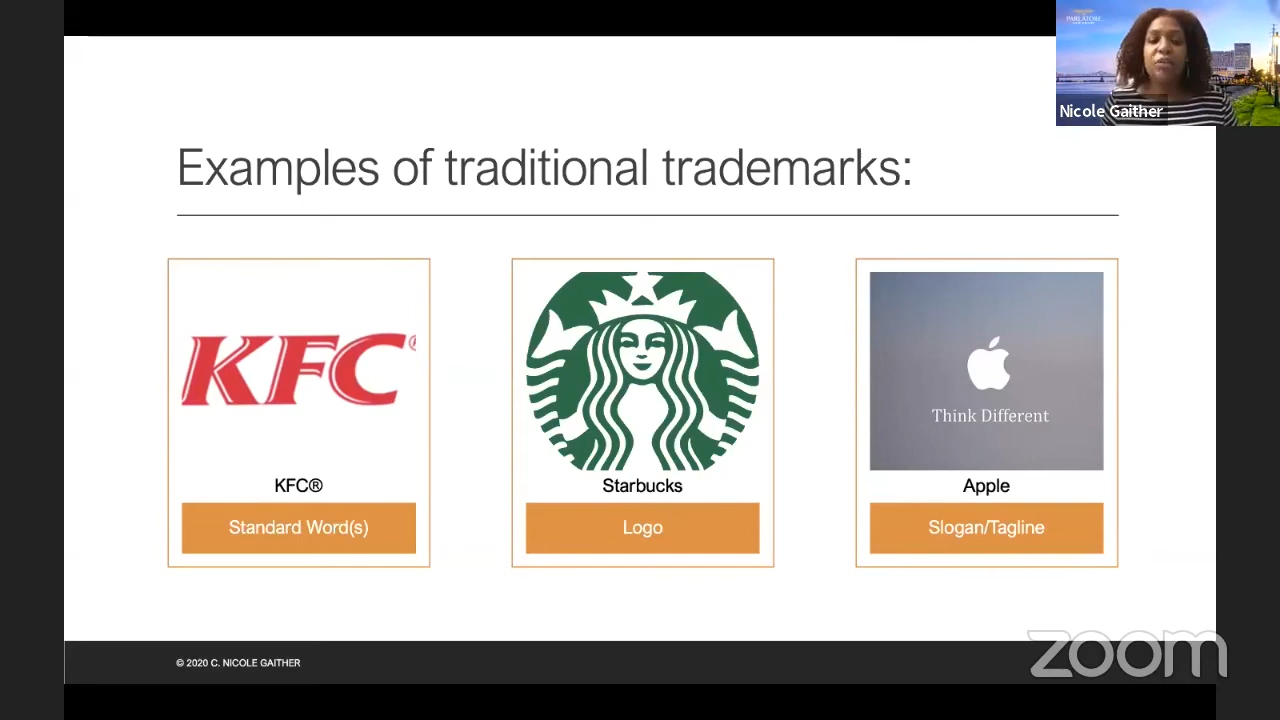 PARLATORE
Nicole Gaither
Examples of traditional trademarks:
KFC®
KFC®
Standard Word(s)
Starbucks
Logo
Think Different
Apple
Slogan/Tagline
© 2020 C. NICOLE GAITHER
zoom